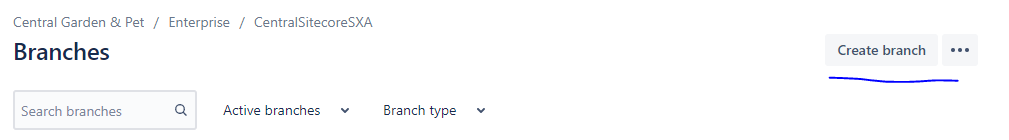 Central Garden & Pet / Enterprise / CentralSitecoreSXA
Branches
Create branch
Search branches
Active branches
Branch type